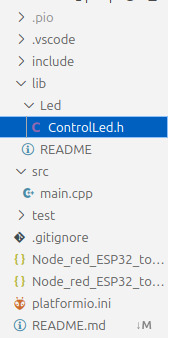 .pio
.vscode
include
lib
Led
C ControlLed.h
README
src
main.cpp
test
.gitignore
{} Node_red_ESP32_to...
{} Node_red_ESP32_to...
platformio.ini
README.md ↓M